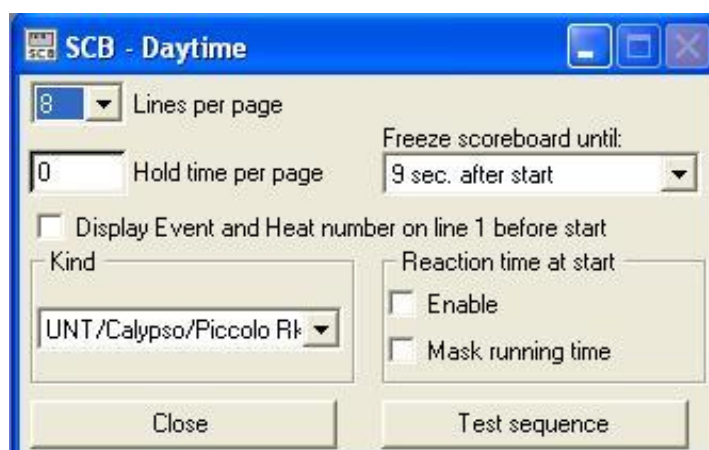 SCB SCB - Daytime
8 Lines per page
Freeze scoreboard until:
0 Hold time per page 9 sec. after start
Display Event and Heat number on line 1 before start
Kind Reaction time at start
Enable
UNT/Calypso/Piccolo
Mask running time
Close Test sequence